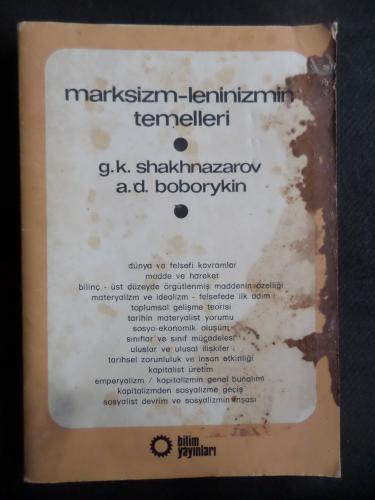 marksizm-leninizmin
temelleri
g.k. shakhnazarov
a.d. boborykin
dünya ve felsefi kavramlar
madde ve hareket
bilinç - üst düzeyde örgütlenmiş maddenin özelliği
materyalizm ve idealizm - felsefede ilk adım
toplumsal gelişme teorisi
tarihin materyalist yorumu
sosyo-ekonomik oluşum
sınıflar ve sınıf mücadelesi
uluslar ve ulusal ilişkiler
tarihsel zorunluluk ve insan etkinliği
kapitalist üretim
emperyalizm / kapitalizmin genel bunalımı
kapitalizmden sosyalizme geçiş
sosyalist devrim ve sosyalizmin inşası
bilim
yayınları